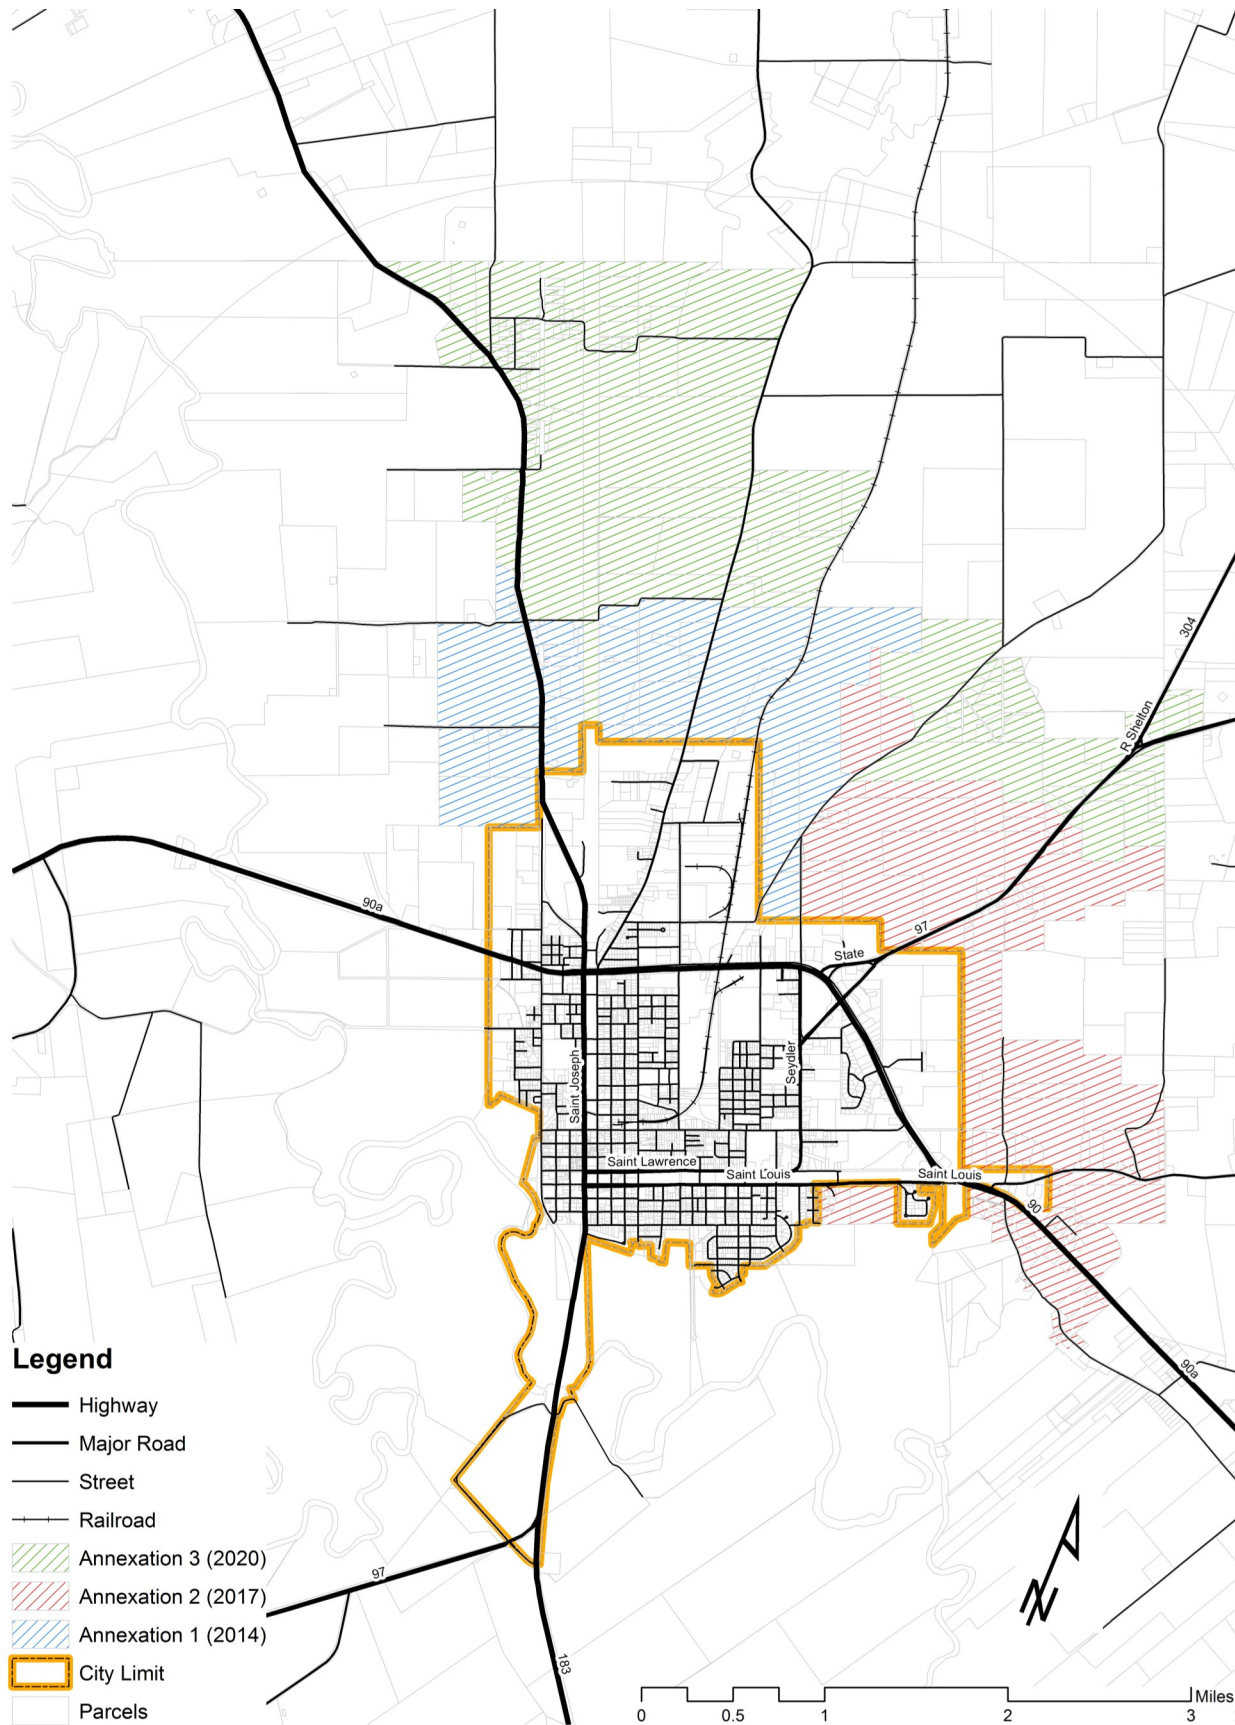 304
R Shelton
90a
97
State
Saint Joseph
Seydler
Saint Lawrence
Saint Louis
Saint Louis
90
90a
97
183
Legend
Highway
Major Road
Street
Railroad
Annexation 3 (2020)
Annexation 2 (2017)
Annexation 1 (2014)
City Limit
Parcels
N
Miles
0 0.5 1 2 3